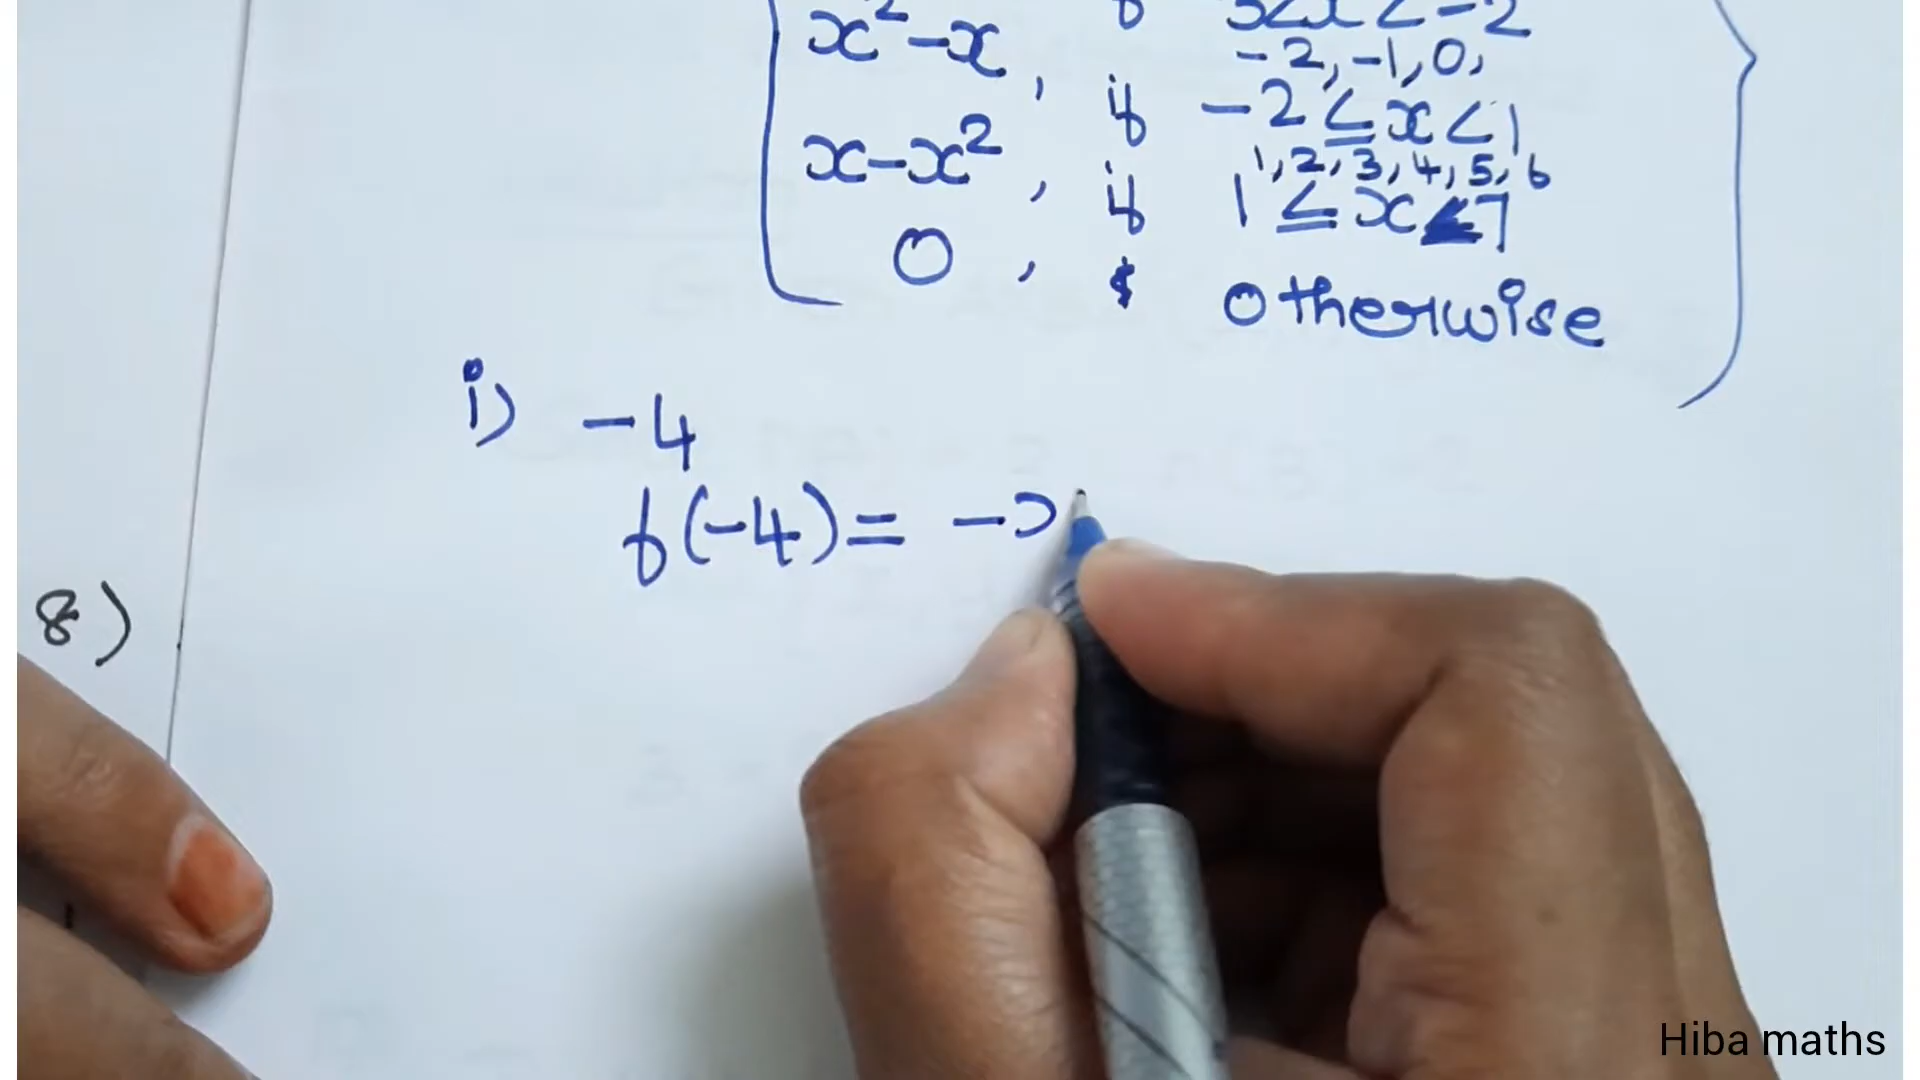 x²-x, if -2
-2, -1, 0,
x-x², if -2 ≤ x < 1
1, 2, 3, 4, 5, 6
0, if 1 ≤ x < 7
otherwise
i) -4
f(-4) = -x
8)
Hiba maths